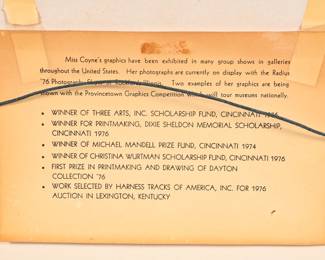 Miss Coyne's graphics have been exhibited in many group shows in galleries
throughout the United States. Her photographs are currently on display with the Radius
'76 Photography Show at Rockford, Illinois. Two examples of her graphics are being
shown with the Provincetown Graphics Competition which will tour museums nationally.
• WINNER OF THREE ARTS, INC. SCHOLARSHIP FUND, CINCINNATI
• WINNER FOR PRINTMAKING, DIXIE SHELDON MEMORIAL SCHOLARSHIP,
CINCINNATI 1976
• WINNER OF MICHAEL MANDELL PRIZE FUND, CINCINNATI 1974
• WINNER OF CHRISTINA WURTMAN SCHOLARSHIP FUND, CINCINNATI 1976
• FIRST PRIZE IN PRINTMAKING AND DRAWING OF DAYTON
COLLECTION '76
• WORK SELECTED BY HARNESS TRACKS OF AMERICA, INC. FOR 1976
AUCTION IN LEXINGTON, KENTUCKY